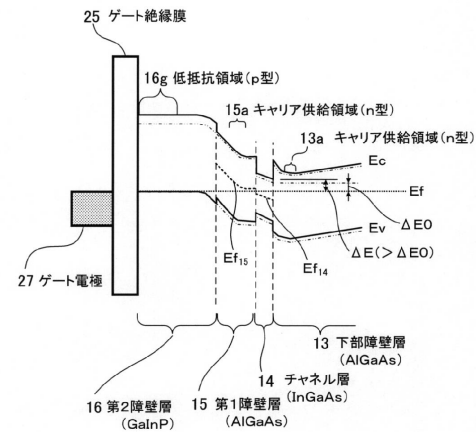 25 ゲート絶縁膜
16g 低抵抗領域(p型)
15a キャリア供給領域(n型)
13a キャリア供給領域(n型)
Ec
Ef
ΔE0
Ev
ΔE(>ΔE0)
Ef15
Ef14
27 ゲート電極
13 下部障壁層
(AlGaAs)
14 チャネル層
(InGaAs)
15 第1障壁層
(AlGaAs)
16 第2障壁層
(GaInP)